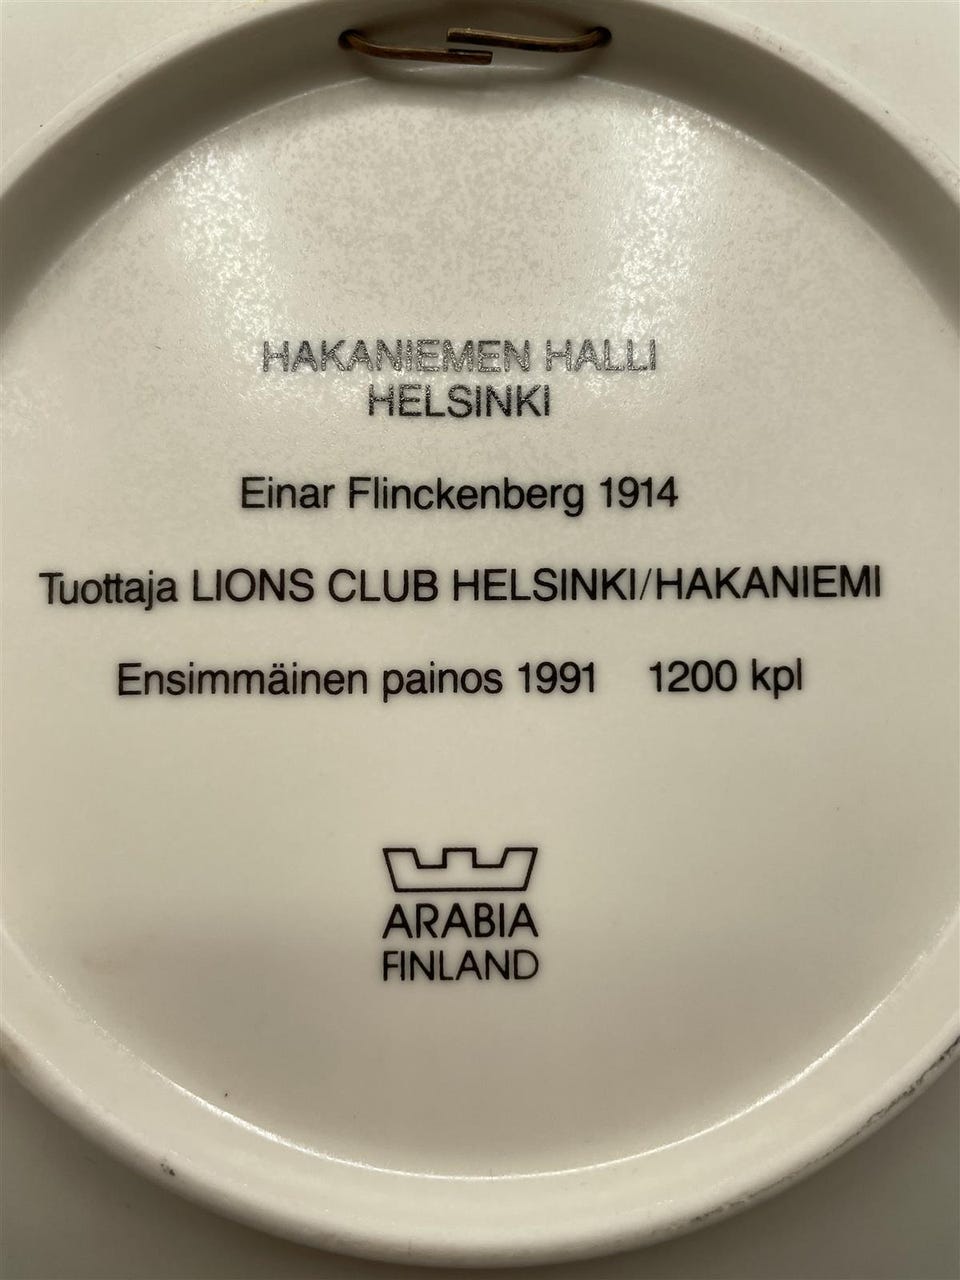 HAKANIEMEN HALLI
HELSINKI
Einar Flinckenberg 1914
Tuottaja LIONS CLUB HELSINKI/HAKANIEMI
Ensimmäinen painos 1991 1200 kpl
ARABIA
FINLAND